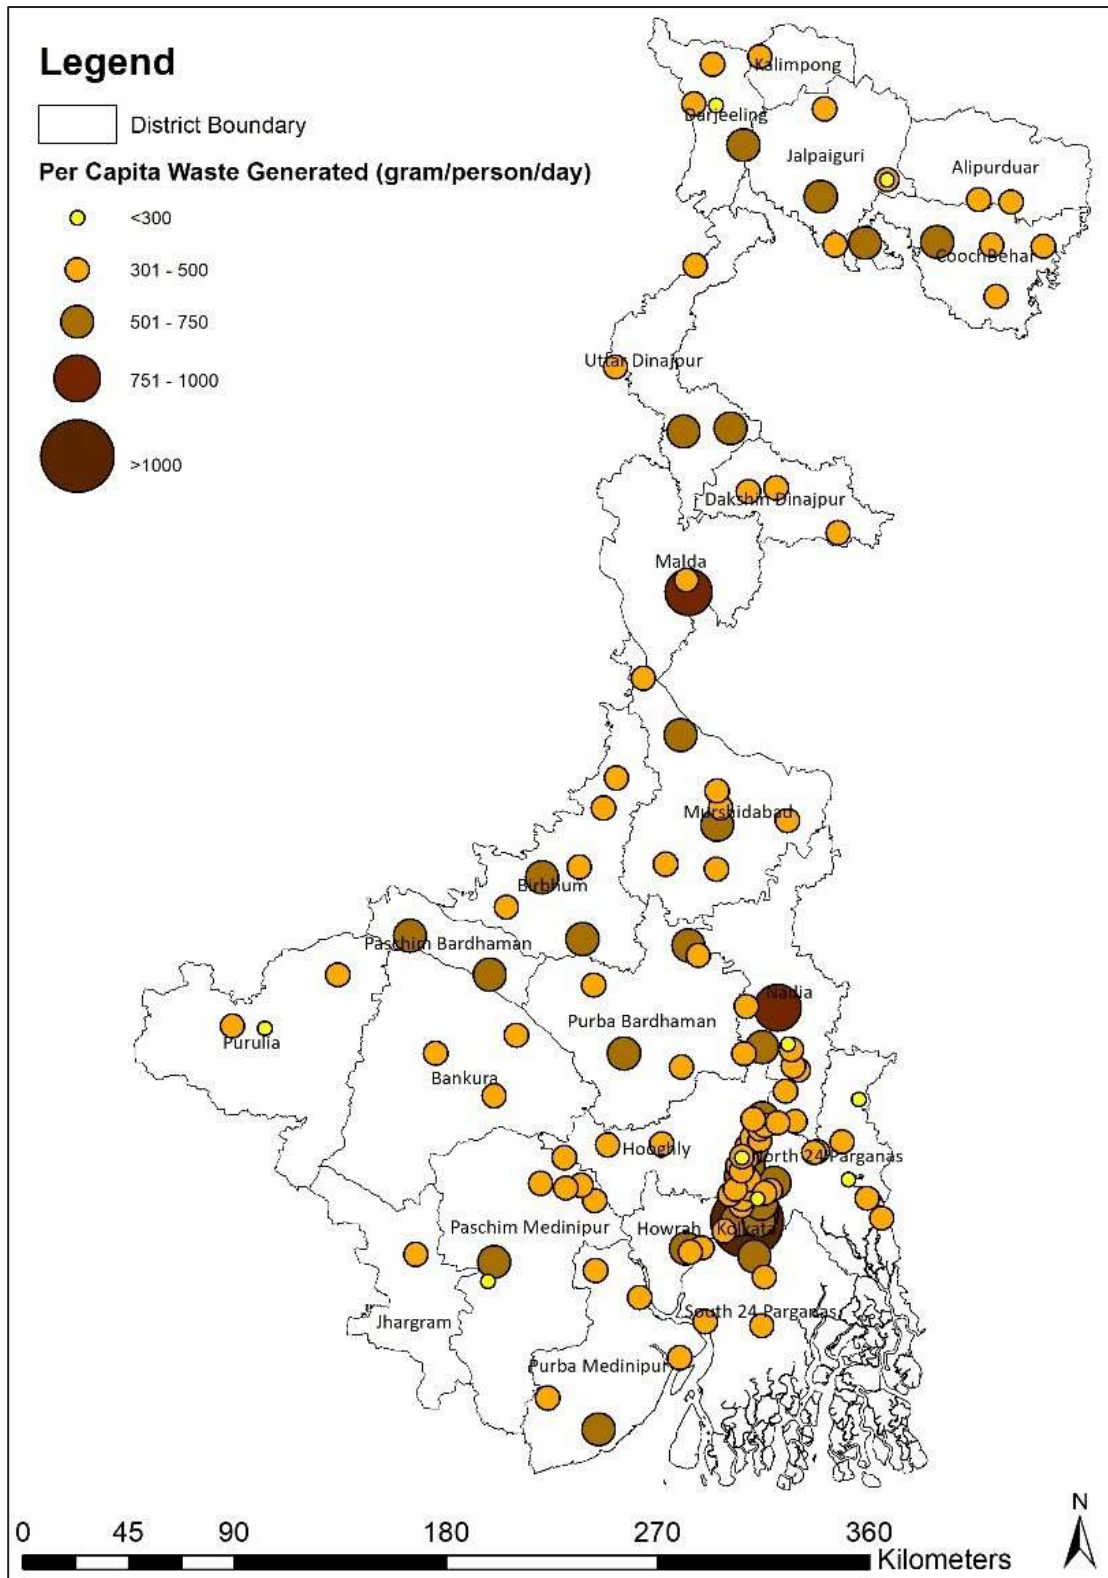 Legend
District Boundary
Per Capita Waste Generated (gram/person/day)
<300
301 - 500
501 - 750
751 - 1000
>1000
Kalimpong
Darjeeling
Jalpaiguri
Alipurduar
CoochBehar
Uttar Dinajpur
Dakshin Dinajpur
Malda
Murshidabad
Birbhum
Paschim Bardhaman
Nadia
Purba Bardhaman
Purulia
Bankura
Hooghly
North 24 Parganas
Paschim Medinipur
Howrah
Kolkata
South 24 Parganas
Jhargram
Purba Medinipur
N
0 45 90 180 270 360
Kilometers